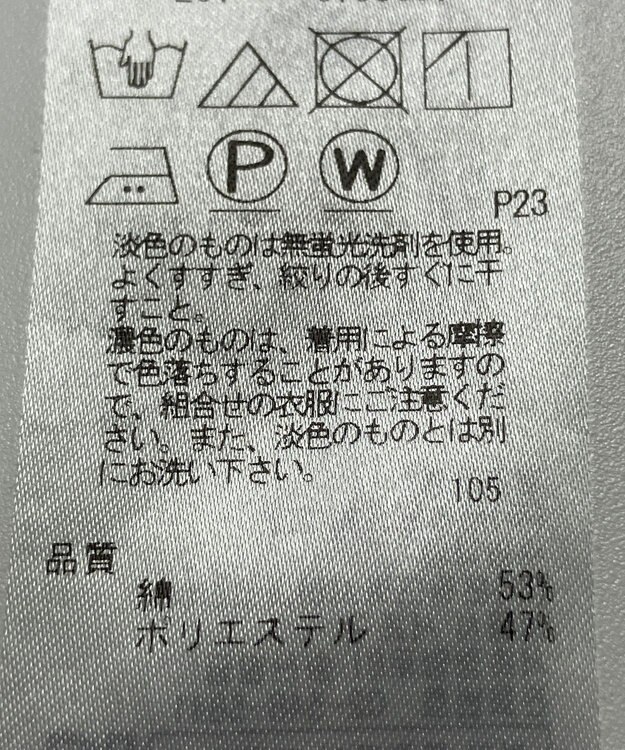 P
W
P23
淡色のものは無蛍光洗剤を使用。
よくすすぎ、絞りの後すぐに干
すこと。
濃色のものは、着用による摩擦
で色落ちすることがありますの
で、組合せの衣服にご注意くだ
さい。また、淡色のものとは別
にお洗い下さい。
105
品質
綿 53%
ポリエステル 47%